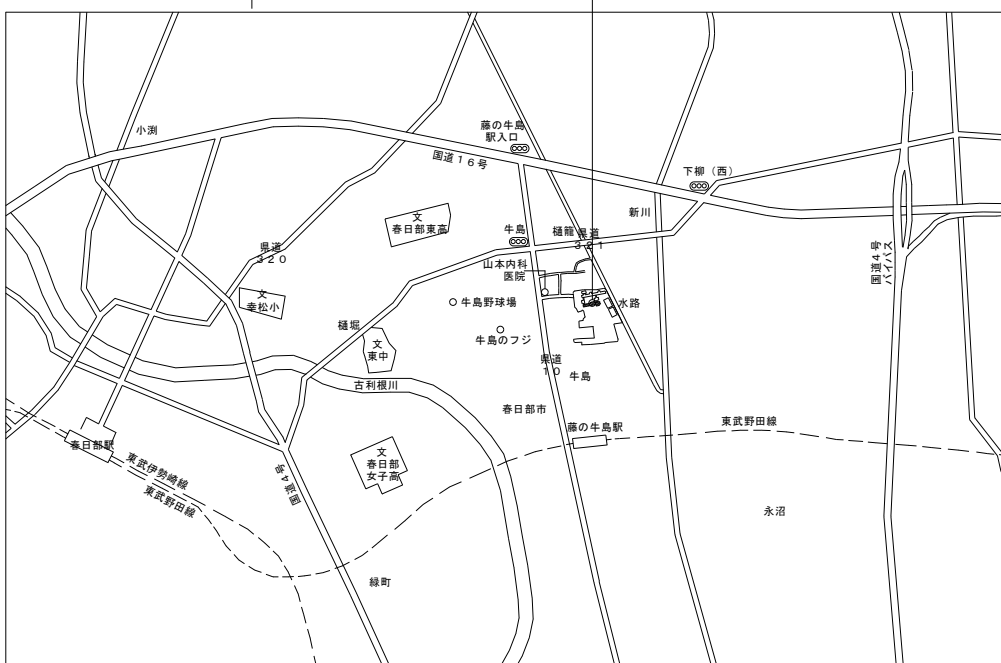 小渕
藤の牛島
駅入口
国道16号
下柳（西）
文
春日部東高
新川
牛島
樋籠
県道
321
県道
320
国道4号
バイパス
山本内科
医院
文
幸松小
牛島野球場
水路
樋堀
牛島のフジ
文
東中
県道
10
牛島
古利根川
春日部市
藤の牛島駅
東武野田線
春日部駅
文
春日部
女子高
東武伊勢崎線
東武野田線
国道4号
永沼
緑町